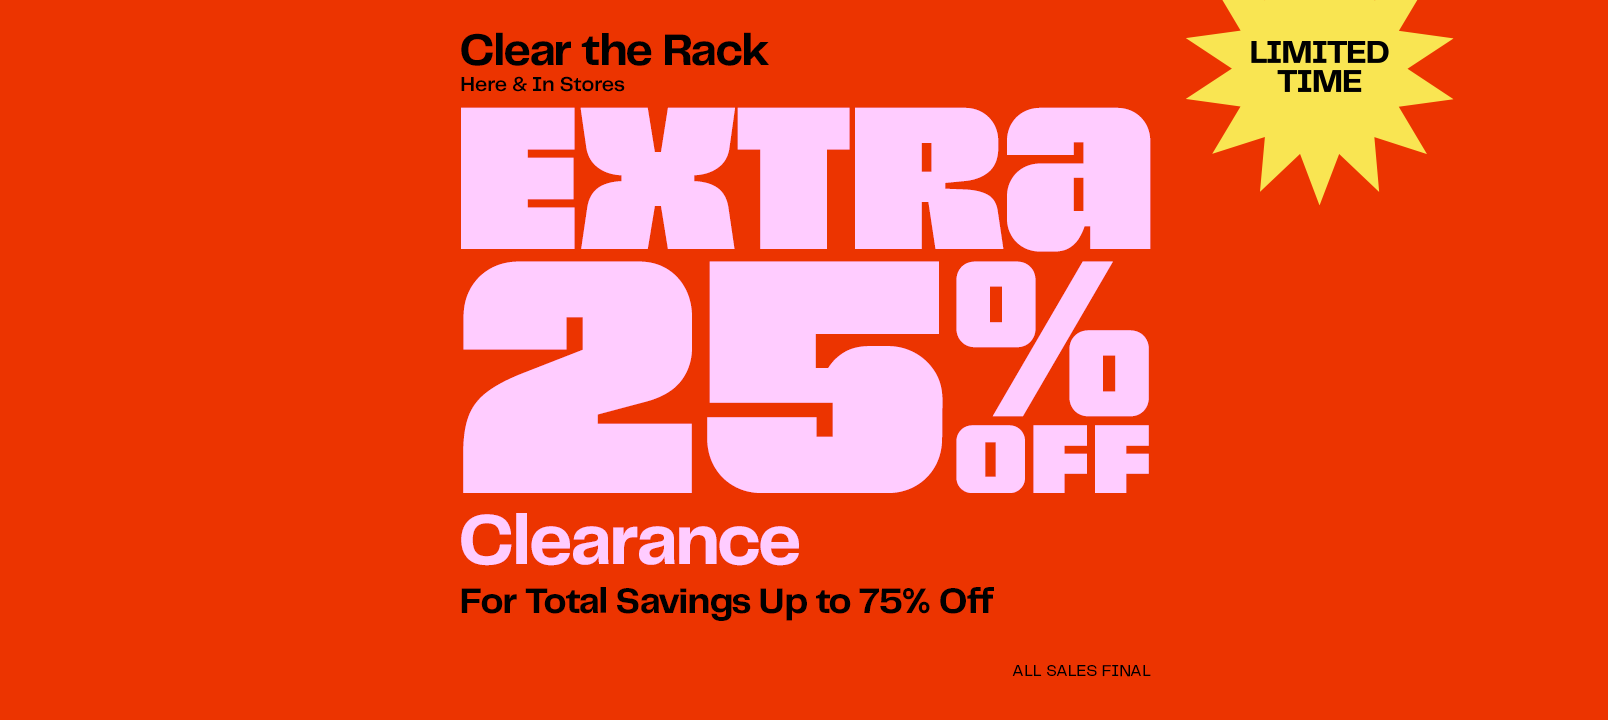 Clear the Rack
Here & In Stores
LIMITED
TIME
EXTRa
25%
OFF
Clearance
For Total Savings Up to 75% Off
ALL SALES FINAL